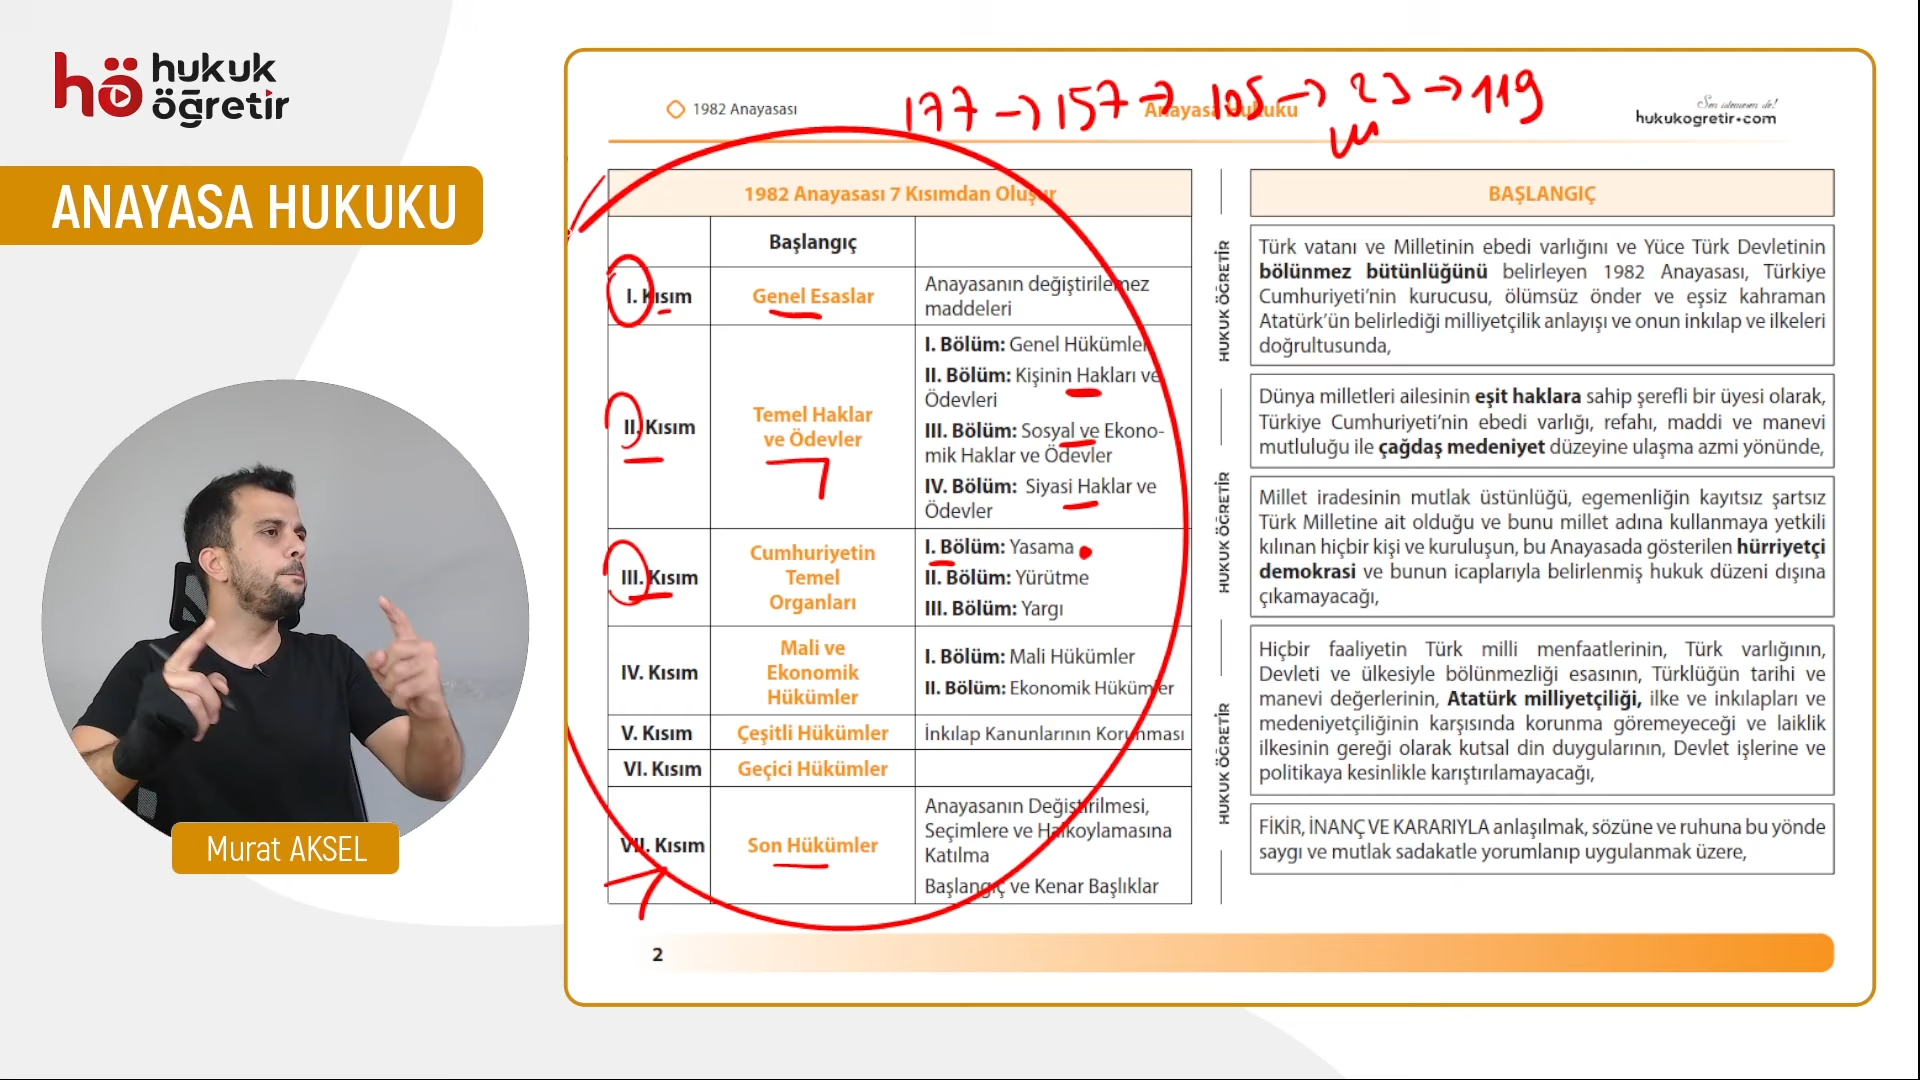 hö hukuk
öğretir
ANAYASA HUKUKU
Murat AKSEL
177 → 157 → 105 → 23 → 119
1982 Anayasası
Anayasa Hukuku
Sen istemesen de!
hukukogretir•com
1982 Anayasası 7 Kısımdan Oluşur
Başlangıç
I. Kısım
Genel Esaslar
Anayasanın değiştirilemez
maddeleri
II. Kısım
Temel Haklar
ve Ödevler
I. Bölüm: Genel Hükümler
II. Bölüm: Kişinin Hakları ve
Ödevleri
III. Bölüm: Sosyal ve Ekono-
mik Haklar ve Ödevler
IV. Bölüm: Siyasi Haklar ve
Ödevler
III. Kısım
Cumhuriyetin
Temel
Organları
I. Bölüm: Yasama
II. Bölüm: Yürütme
III. Bölüm: Yargı
IV. Kısım
Mali ve
Ekonomik
Hükümler
I. Bölüm: Mali Hükümler
II. Bölüm: Ekonomik Hükümler
V. Kısım
Çeşitli Hükümler
İnkılap Kanunlarının Korunması
VI. Kısım
Geçici Hükümler
VII. Kısım
Son Hükümler
Anayasanın Değiştirilmesi,
Seçimlere ve Halkoylamasına
Katılma
Başlangıç ve Kenar Başlıklar
HUKUK ÖĞRETİR
HUKUK ÖĞRETİR
HUKUK ÖĞRETİR
BAŞLANGIÇ
Türk vatanı ve Milletinin ebedi varlığını ve Yüce Türk Devletinin
bölünmez bütünlüğünü belirleyen 1982 Anayasası, Türkiye
Cumhuriyeti'nin kurucusu, ölümsüz önder ve eşsiz kahraman
Atatürk'ün belirlediği milliyetçilik anlayışı ve onun inkılap ve ilkeleri
doğrultusunda,
Dünya milletleri ailesinin eşit haklara sahip şerefli bir üyesi olarak,
Türkiye Cumhuriyeti'nin ebedi varlığı, refahı, maddi ve manevi
mutluluğu ile çağdaş medeniyet düzeyine ulaşma azmi yönünde,
Millet iradesinin mutlak üstünlüğü, egemenliğin kayıtsız şartsız
Türk Milletine ait olduğu ve bunu millet adına kullanmaya yetkili
kılınan hiçbir kişi ve kuruluşun, bu Anayasada gösterilen hürriyetçi
demokrasi ve bunun icaplarıyla belirlenmiş hukuk düzeni dışına
çıkamayacağı,
Hiçbir faaliyetin Türk milli menfaatlerinin, Türk varlığının,
Devleti ve ülkesiyle bölünmezliği esasının, Türklüğün tarihi ve
manevi değerlerinin, Atatürk milliyetçiliği, ilke ve inkılapları ve
medeniyetçiliğinin karşısında korunma göremeyeceği ve laiklik
ilkesinin gereği olarak kutsal din duygularının, Devlet işlerine ve
politikaya kesinlikle karıştırılamayacağı,
FİKİR, İNANÇ VE KARARIYLA anlaşılmak, sözüne ve ruhuna bu yönde
saygı ve mutlak sadakatle yorumlanıp uygulanmak üzere,
2